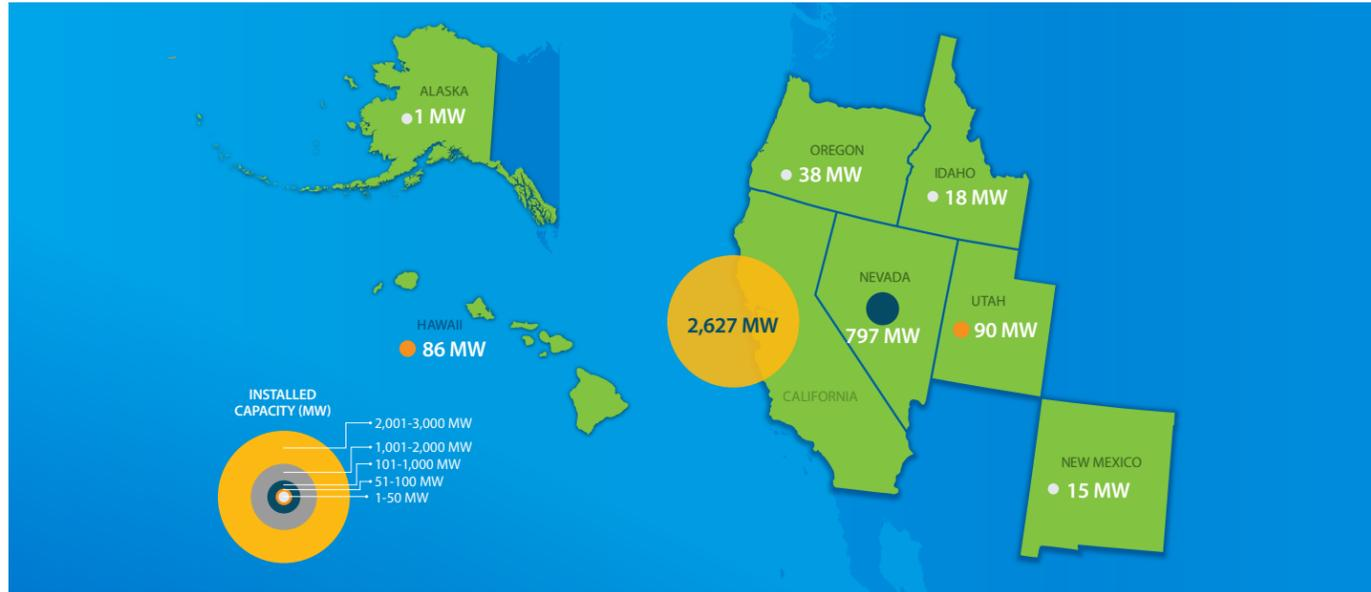 ALASKA
1 MW
OREGON
38 MW
IDAHO
18 MW
NEVADA
797 MW
UTAH
90 MW
2,627 MW
CALIFORNIA
HAWAII
86 MW
NEW MEXICO
15 MW
INSTALLED
CAPACITY (MW)
2,001-3,000 MW
1,001-2,000 MW
101-1,000 MW
51-100 MW
1-50 MW